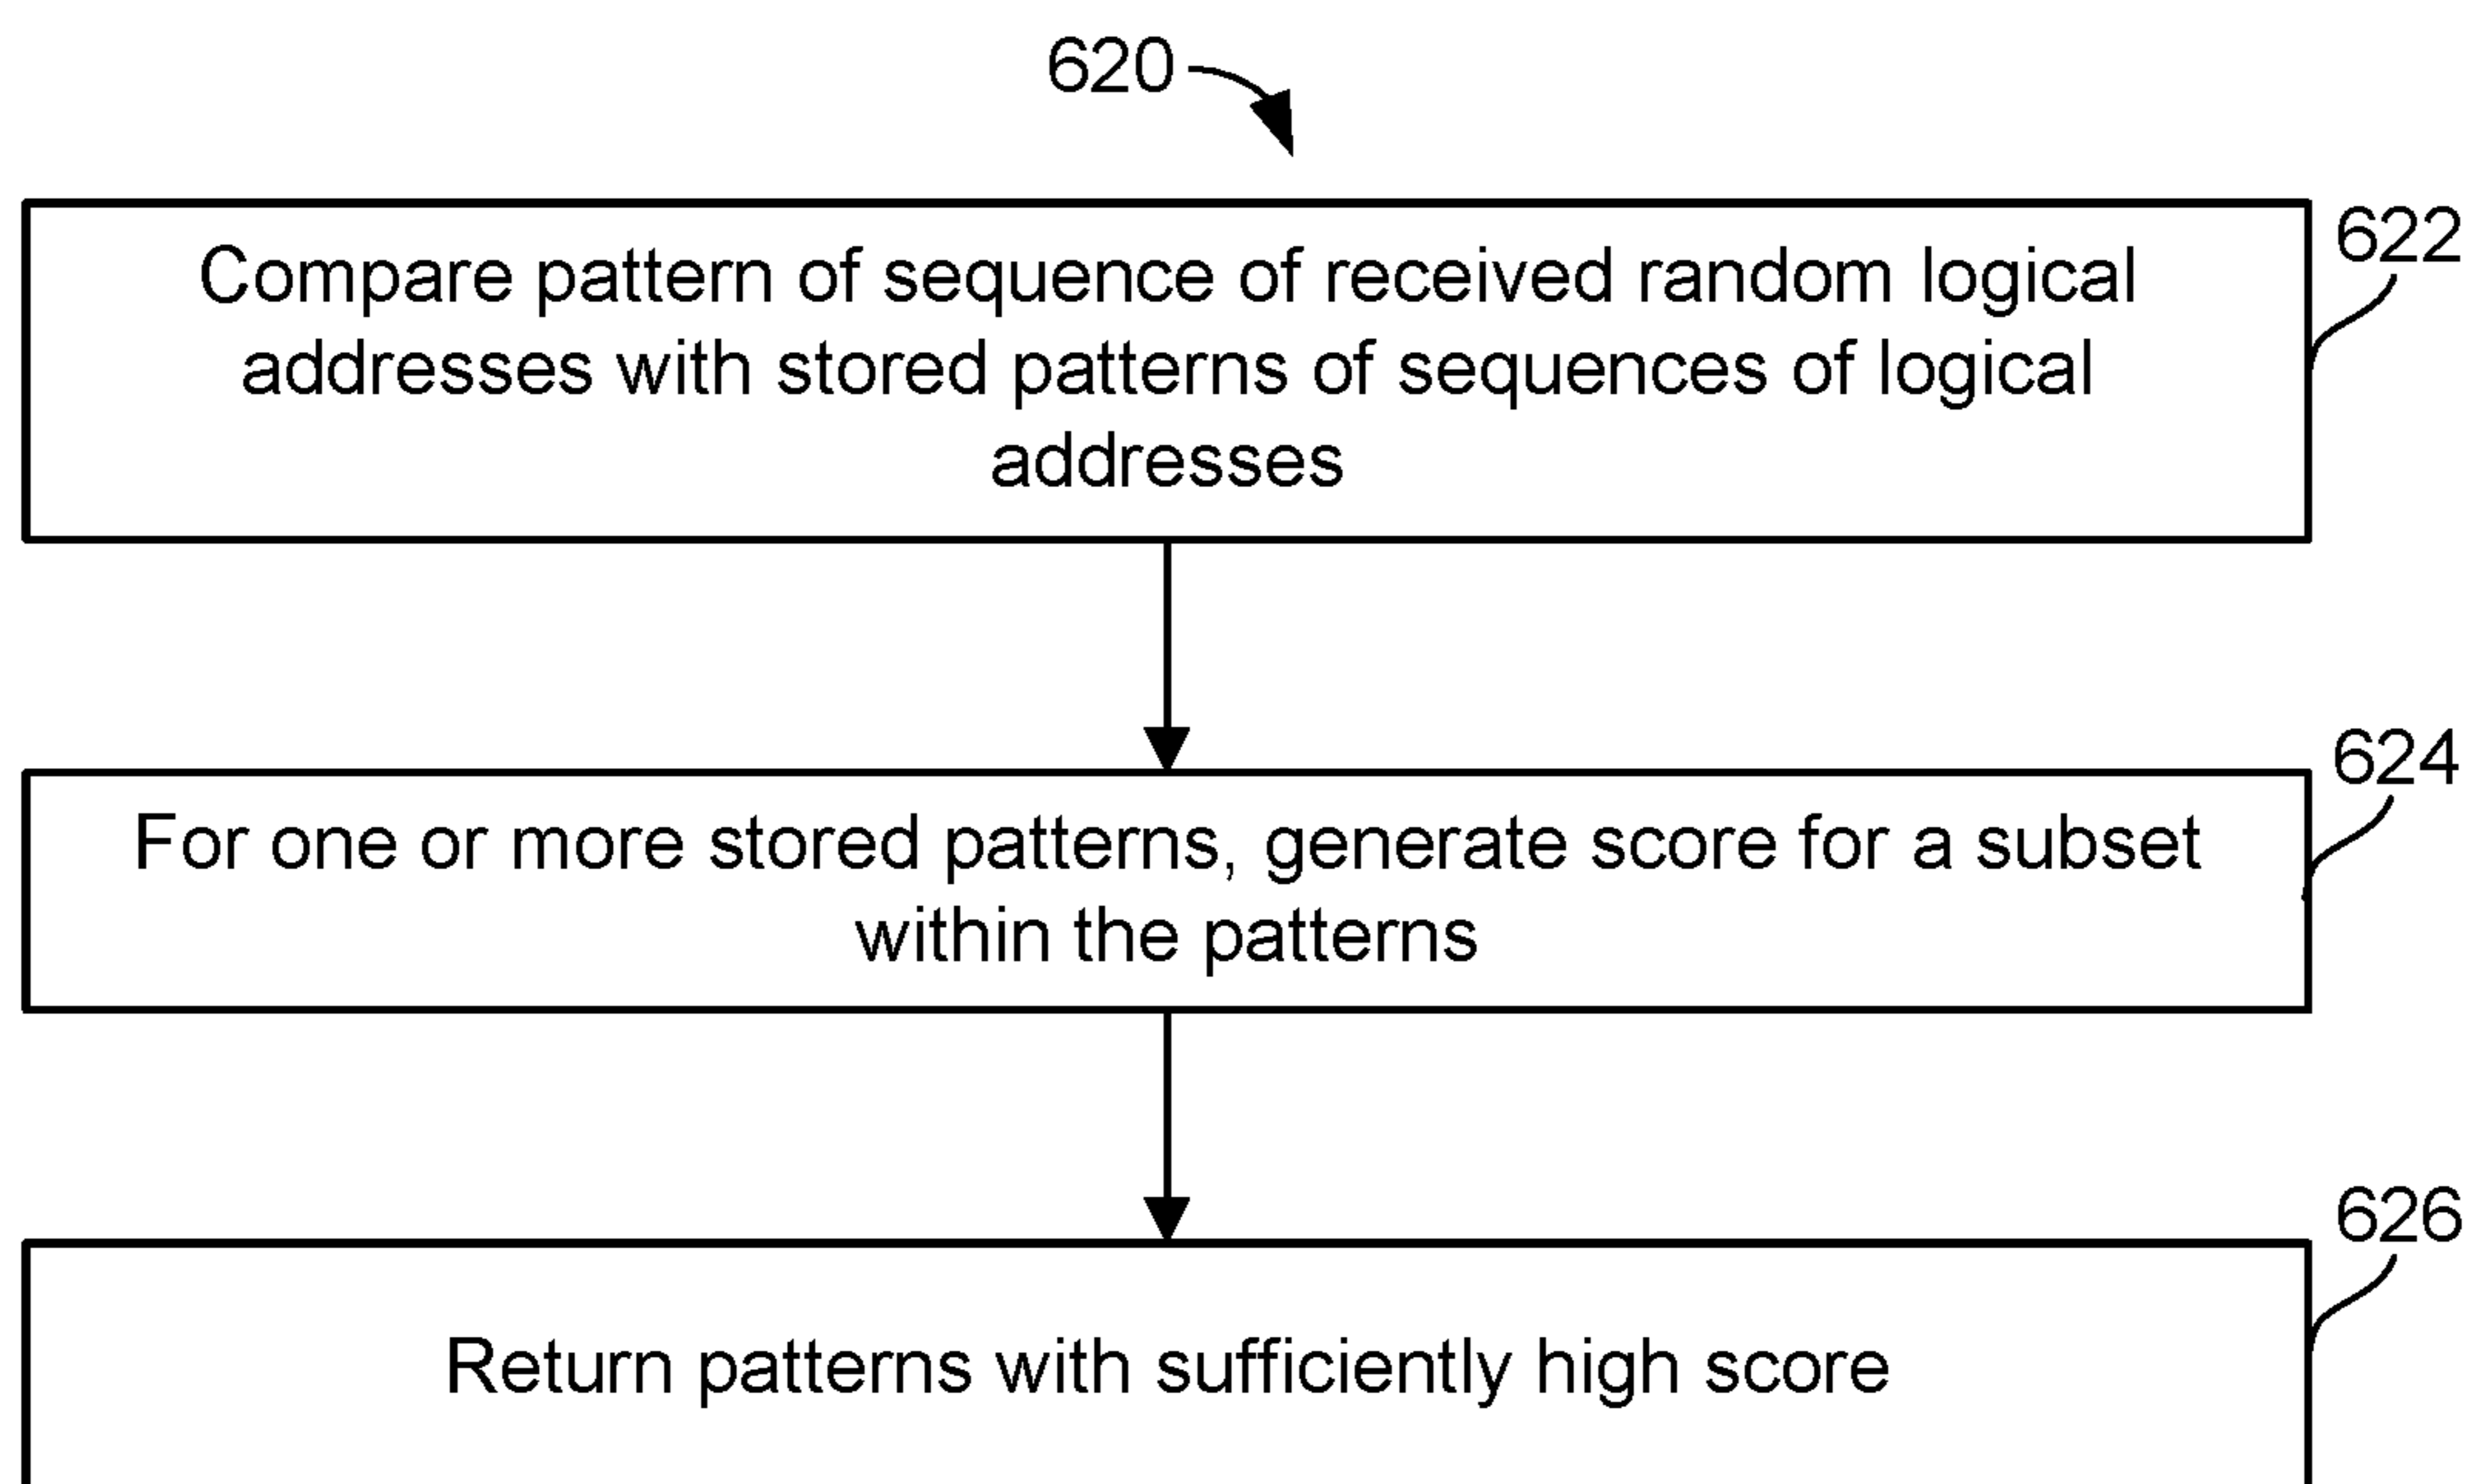 620
622
Compare pattern of sequence of received random logical
addresses with stored patterns of sequences of logical
addresses
624
For one or more stored patterns, generate score for a subset
within the patterns
626
Return patterns with sufficiently high score